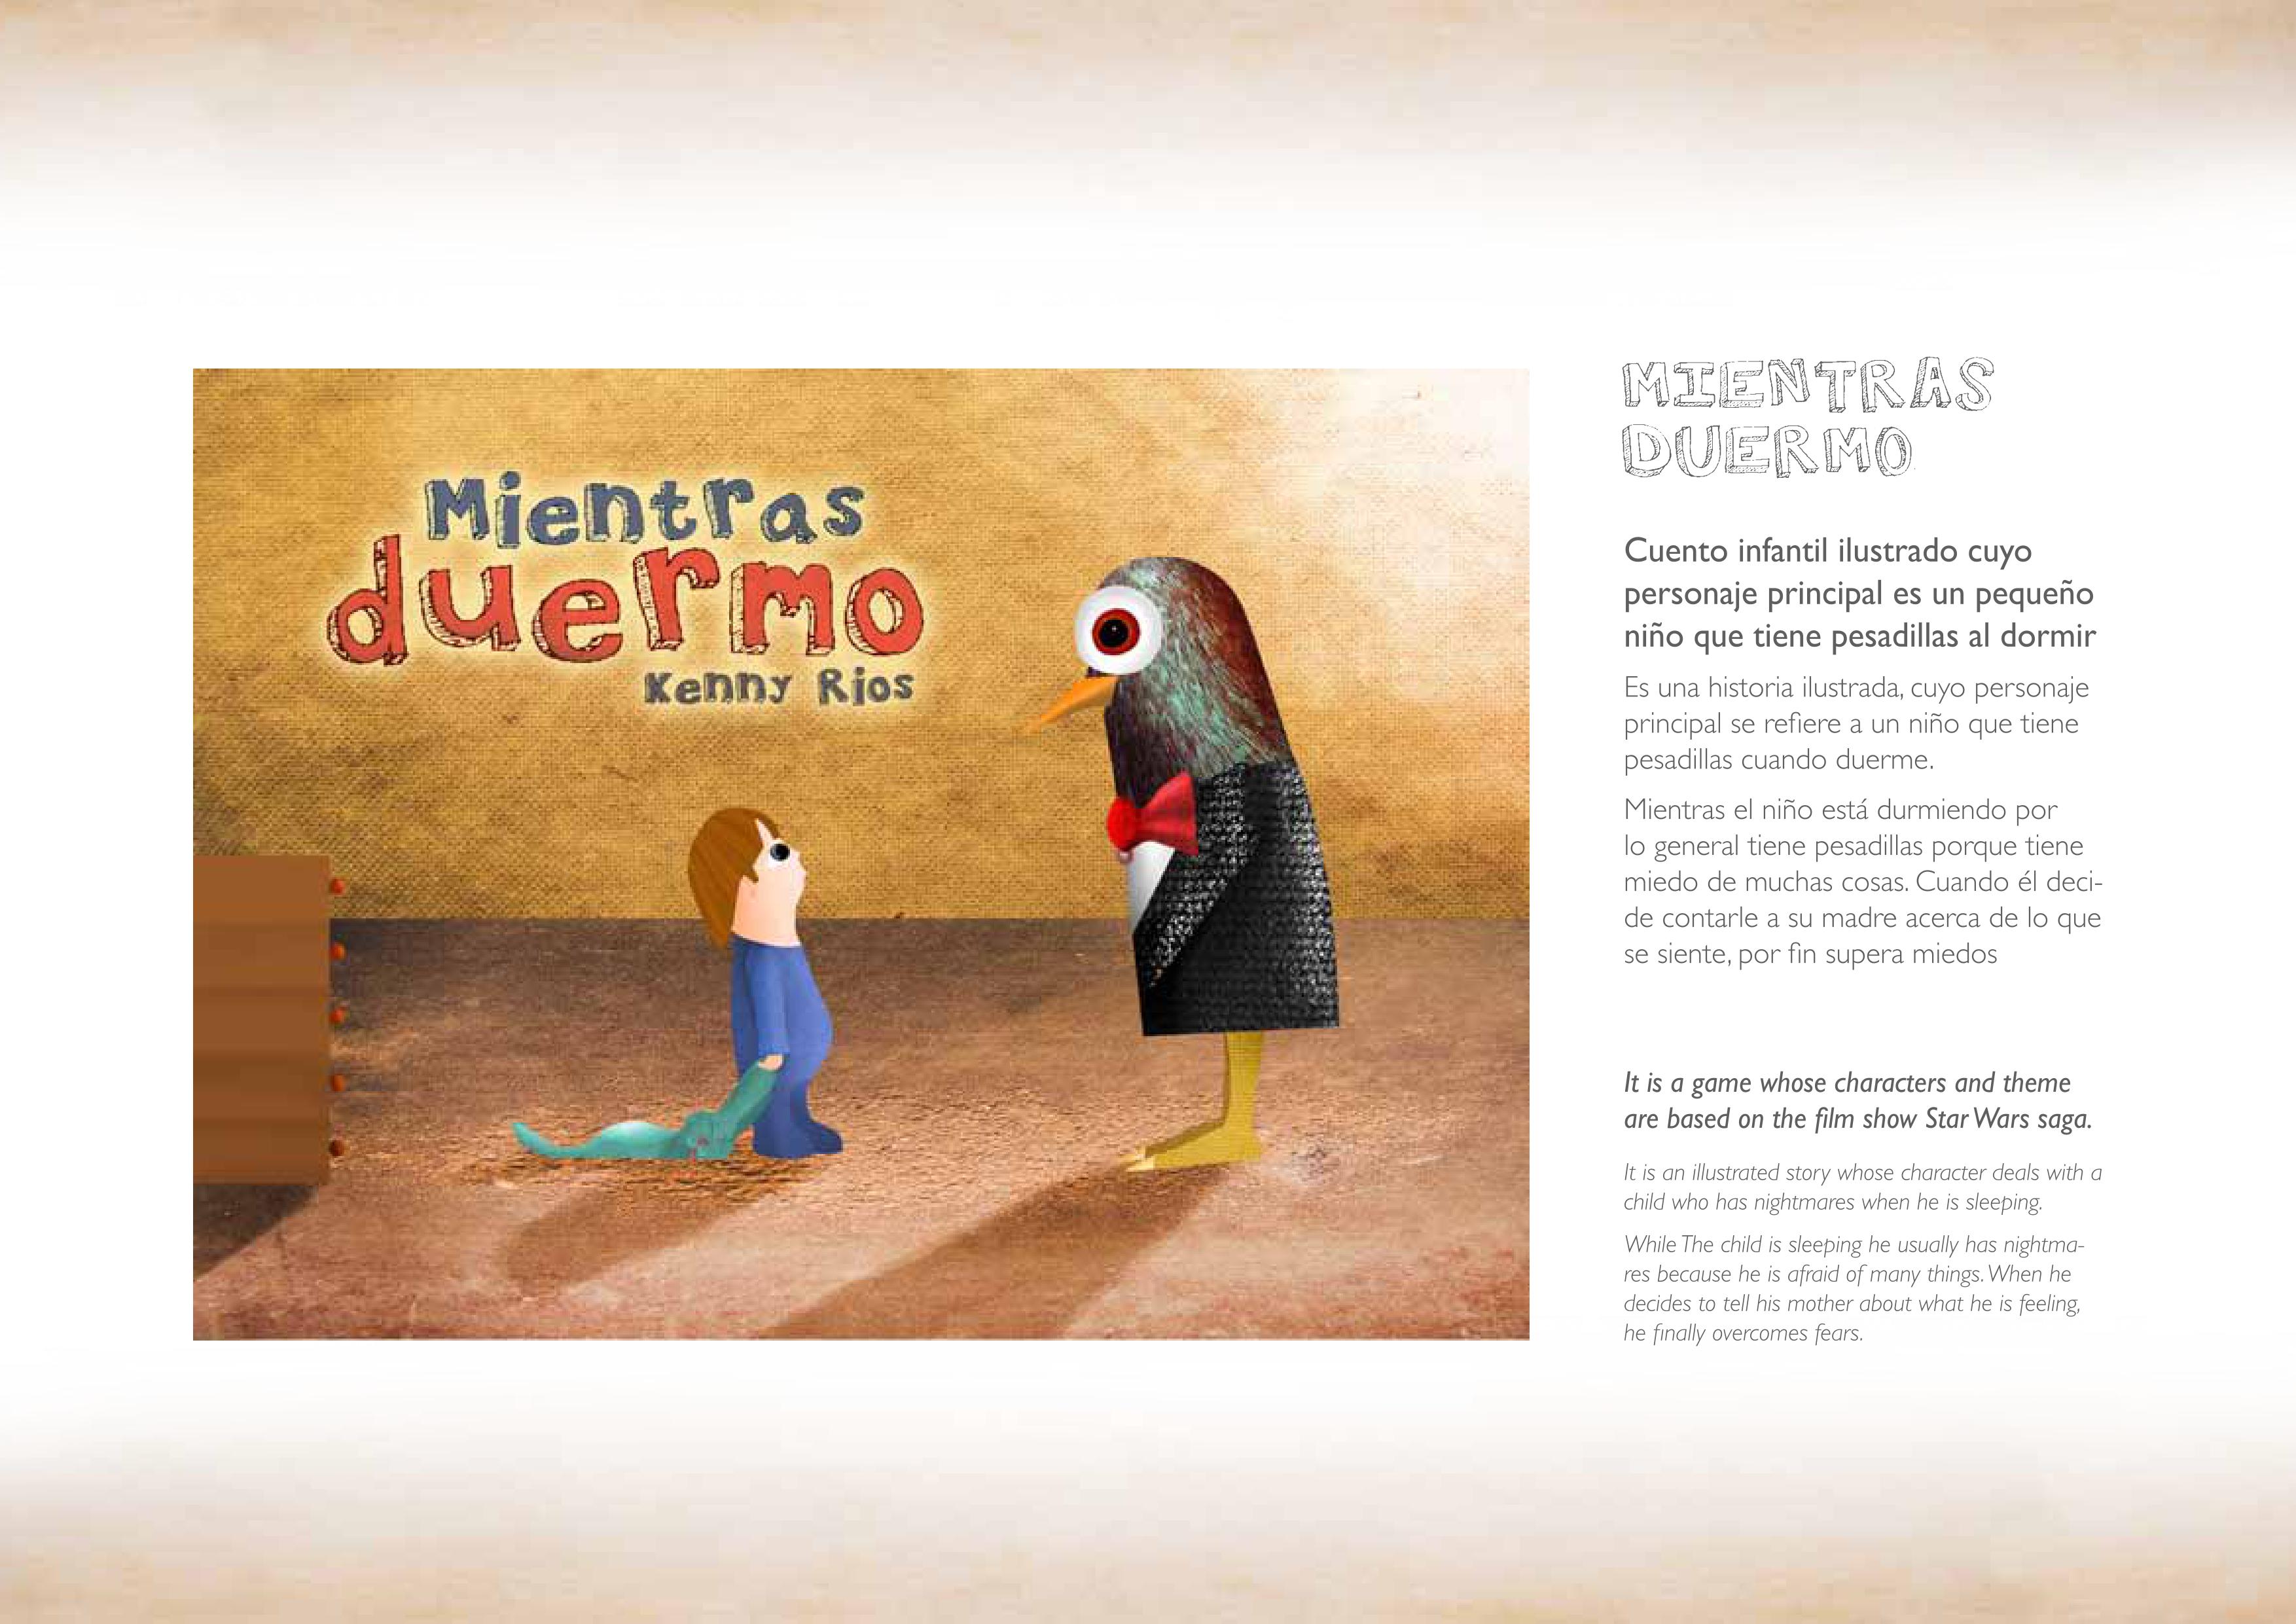 Mientras
duermo
Kenny Rios
MIENTRAS
DUERMO
Cuento infantil ilustrado cuyo
personaje principal es un pequeño
niño que tiene pesadillas al dormir
Es una historia ilustrada, cuyo personaje
principal se refiere a un niño que tiene
pesadillas cuando duerme.
Mientras el niño está durmiendo por
lo general tiene pesadillas porque tiene
miedo de muchas cosas. Cuando él deci-
de contarle a su madre acerca de lo que
se siente, por fin supera miedos
It is a game whose characters and theme
are based on the film show Star Wars saga.
It is an illustrated story whose character deals with a
child who has nightmares when he is sleeping.
While The child is sleeping he usually has nightma-
res because he is afraid of many things. When he
decides to tell his mother about what he is feeling,
he finally overcomes fears.